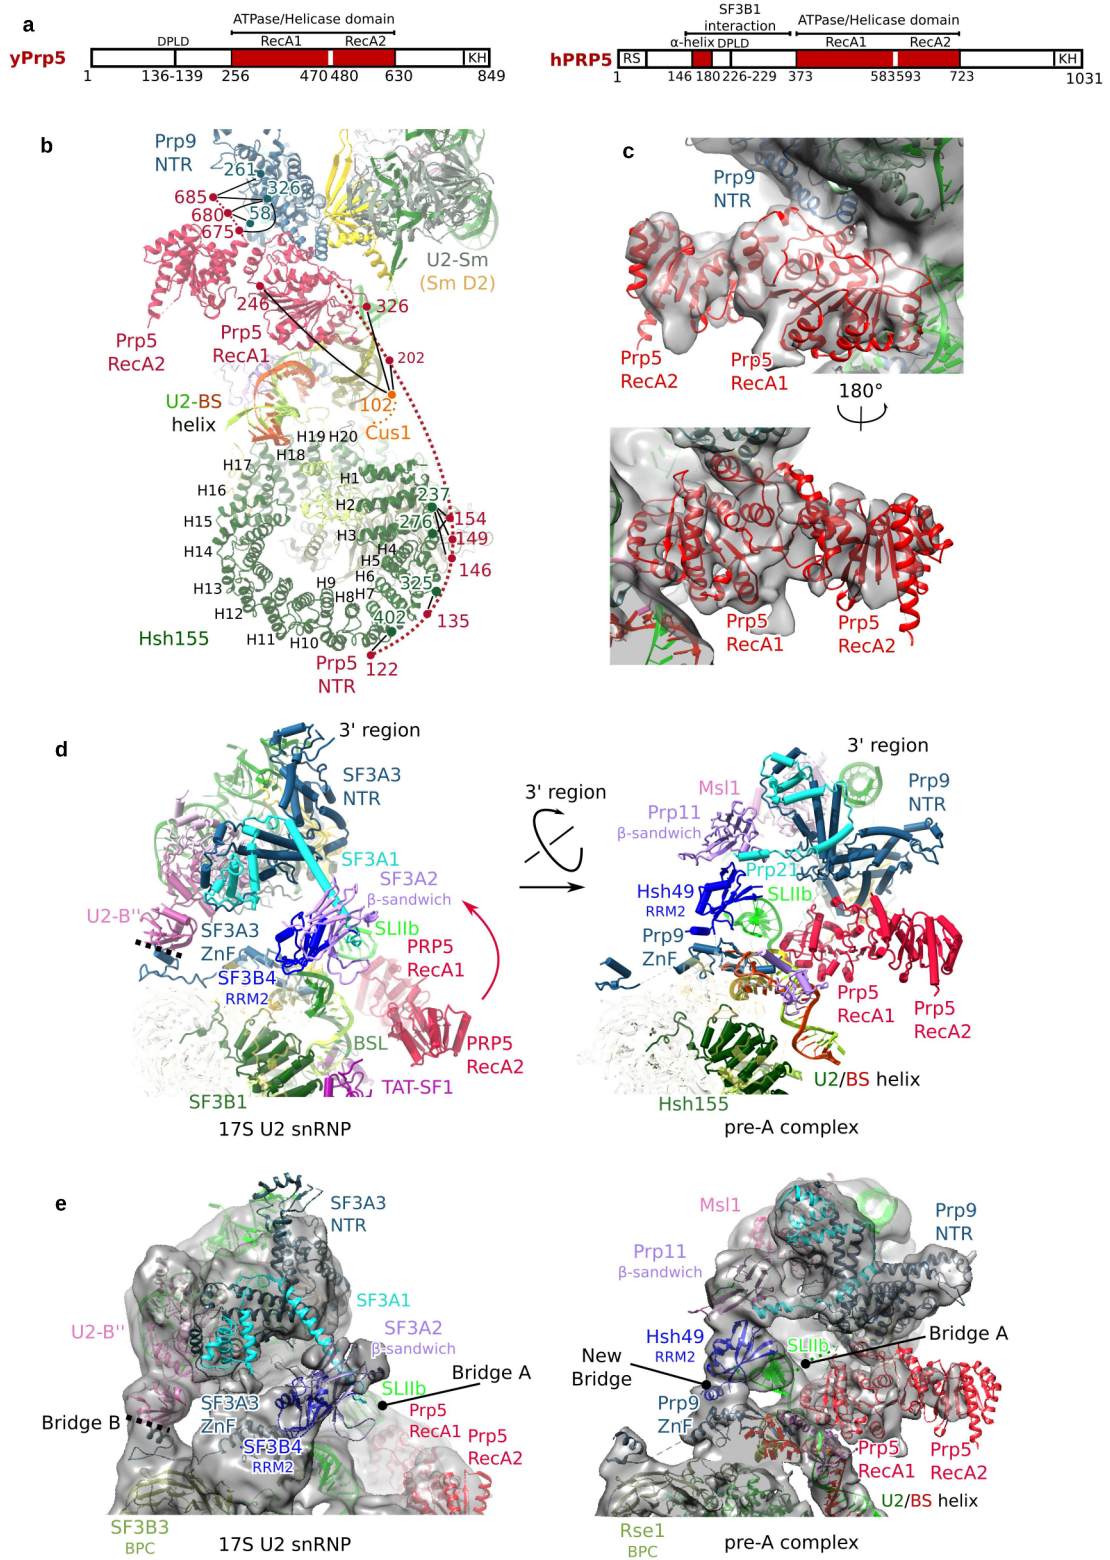 a
ATPase/Helicase domain
DPLD
RecA1
RecA2
yPrp5
KH
1
136-139
256
470
480
630
849
SF3B1
interaction
ATPase/Helicase domain
α-helix
DPLD
RecA1
RecA2
hPRP5
RS
KH
1
146
180
226-229
373
583
593
723
1031
b
Prp9
NTR
261
326
685
680
58
675
U2-Sm
(Sm D2)
246
326
Prp5
RecA2
Prp5
RecA1
202
U2-BS
helix
102
Cus1
H19
H20
H18
H17
H1
H16
237
H2
154
H15
276
149
H3
H14
H4
146
H5
H13
H6
325
H9
H7
H8
H12
135
402
H11
H10
Hsh155
Prp5
NTR
122
c
Prp9
NTR
Prp5
RecA2
Prp5
RecA1
180°
Prp5
RecA1
Prp5
RecA2
d
3' region
SF3A3
NTR
SF3A1
SF3A2
β-sandwich
U2-B''
SF3A3
ZnF
SLIIb
PRP5
RecA1
SF3B4
RRM2
BSL
PRP5
RecA2
TAT-SF1
SF3B1
17S U2 snRNP
3' region
3' region
Msl1
Prp9
NTR
Prp11
β-sandwich
Prp21
Hsh49
RRM2
SLIIb
Prp9
ZnF
Prp5
RecA1
Prp5
RecA2
U2/BS helix
Hsh155
pre-A complex
e
SF3A3
NTR
SF3A1
U2-B''
SF3A2
β-sandwich
Bridge A
SLIIb
SF3A3
ZnF
Prp5
RecA1
Bridge B
SF3B4
RRM2
Prp5
RecA2
SF3B3
BPC
17S U2 snRNP
Msl1
Prp9
NTR
Prp11
β-sandwich
Hsh49
RRM2
SLIIb
Bridge A
New
Bridge
Prp9
ZnF
Prp5
RecA1
Prp5
RecA2
U2/BS helix
Rse1
BPC
pre-A complex